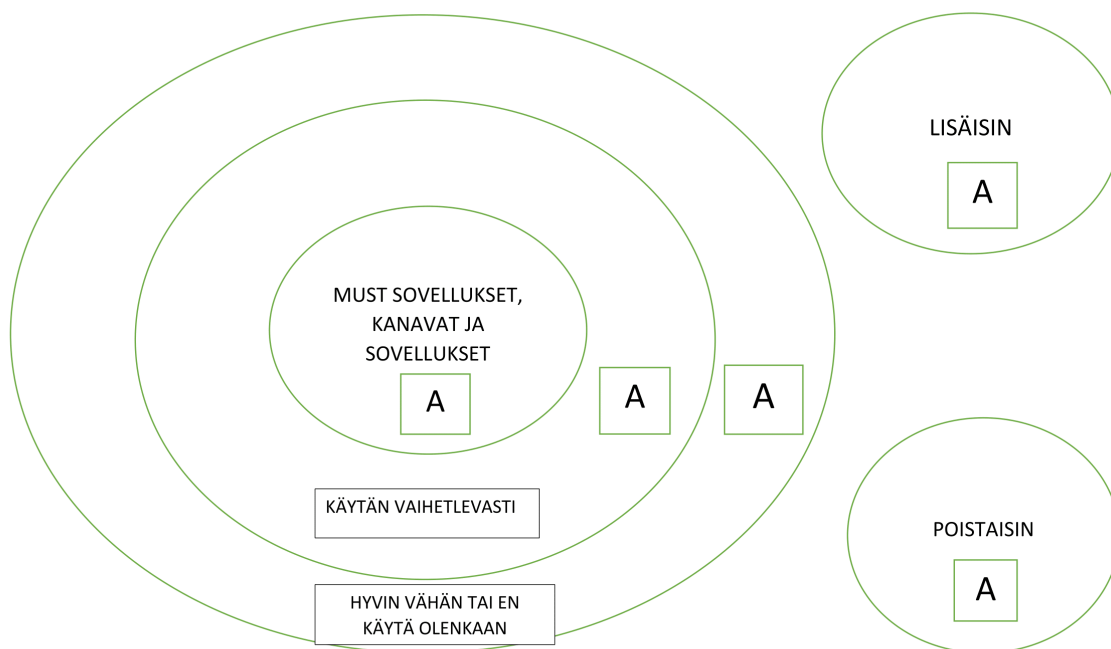 LISÄISIN
A
MUST SOVELLUKSET,
KANAVAT JA
SOVELLUKSET
A
A
A
KÄYTÄN VAIHETLEVASTI
HYVIN VÄHÄN TAI EN
KÄYTÄ OLENKAAN
POISTAISIN
A